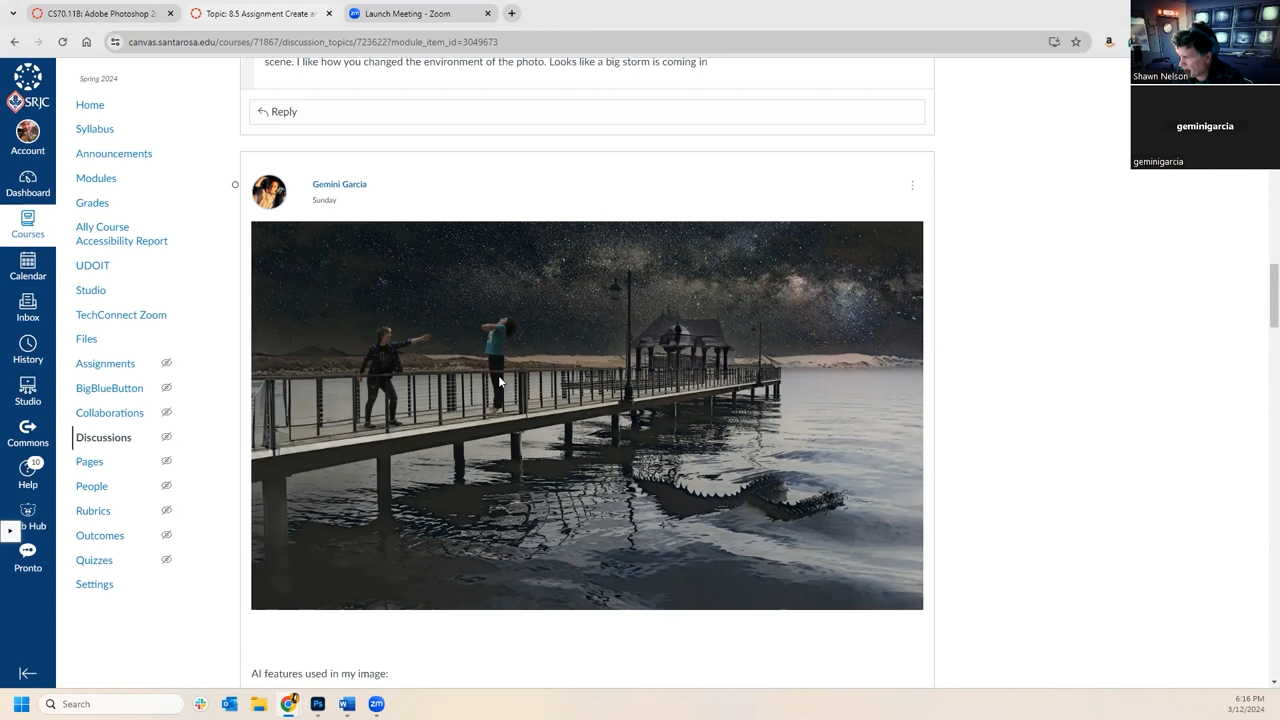 CS70.11B: Adobe Photoshop 2
Topic: 8.5 Assignment Create an
Launch Meeting - Zoom
canvas.santarosa.edu/courses/71867/discussion_topics/723622?module_item_id=3049673
Shawn Nelson
geminigarcia
geminigarcia
SRJC
Account
Dashboard
Courses
Calendar
Inbox
History
Studio
Commons
10
Help
b Hub
Pronto
Spring 2024
Home
Syllabus
Announcements
Modules
Grades
Ally Course
Accessibility Report
UDOIT
Studio
TechConnect Zoom
Files
Assignments
BigBlueButton
Collaborations
Discussions
Pages
People
Rubrics
Outcomes
Quizzes
Settings
scene. I like how you changed the environment of the photo. Looks like a big storm is coming in
Reply
Gemini Garcia
Sunday
AI features used in my image:
Search
6:16 PM
3/12/2024